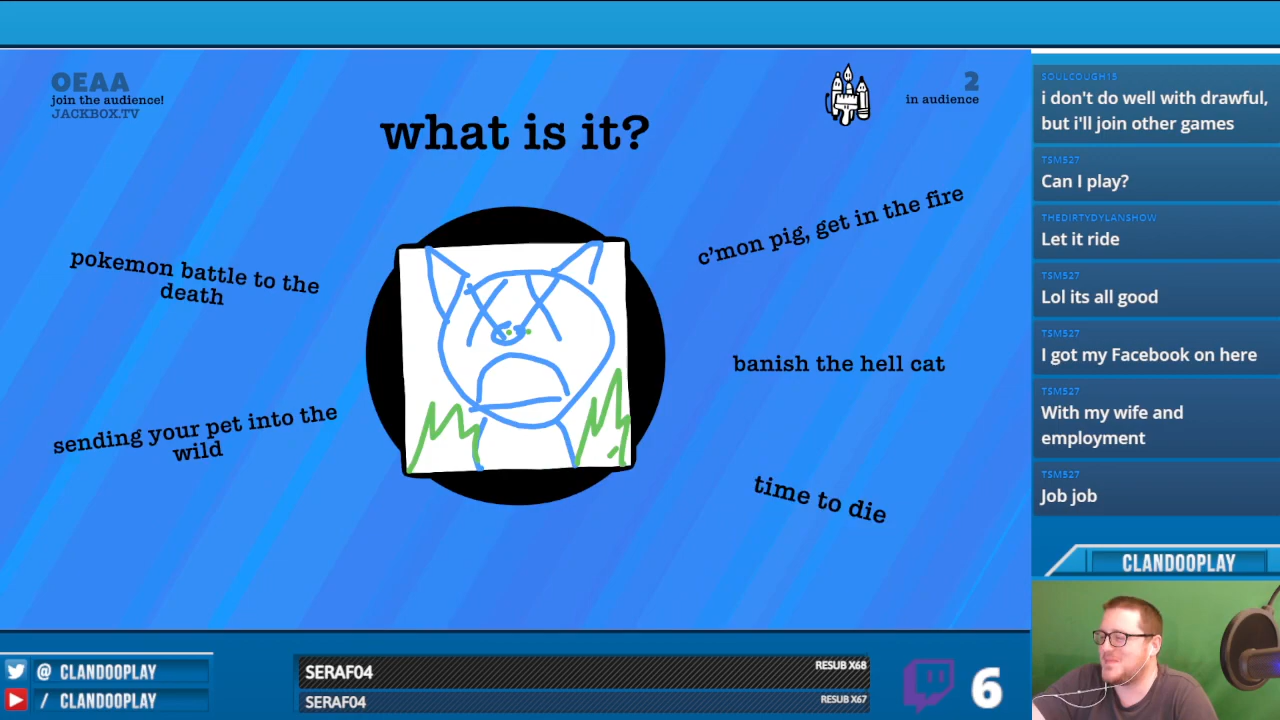 OEAA
join the audience!
JACKBOX.TV
2
in audience
what is it?
pokemon battle to the
death
sending your pet into the
wild
c'mon pig, get in the fire
banish the hell cat
time to die
SOULCOUGH15
i don't do well with drawful,
but i'll join other games
TSM527
Can I play?
THEDIRTYDYLANSHOW
Let it ride
TSM527
Lol its all good
TSM527
I got my Facebook on here
TSM527
With my wife and
employment
TSM527
Job job
CLANDOOPLAY
@ CLANDOOPLAY
/ CLANDOOPLAY
SERAF04 RESUB X68
SERAF04 RESUB X67
6